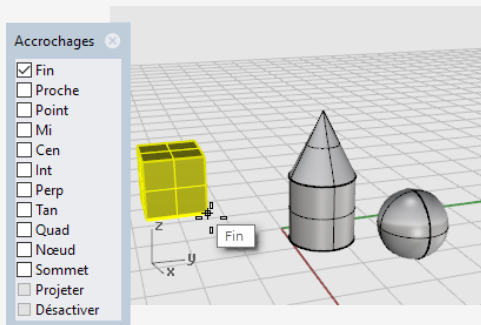 Accrochages
Fin
Proche
Point
Mi
Cen
Int
Perp
Tan
Quad
Nœud
Sommet
Projeter
Désactiver
z
y
x
Fin